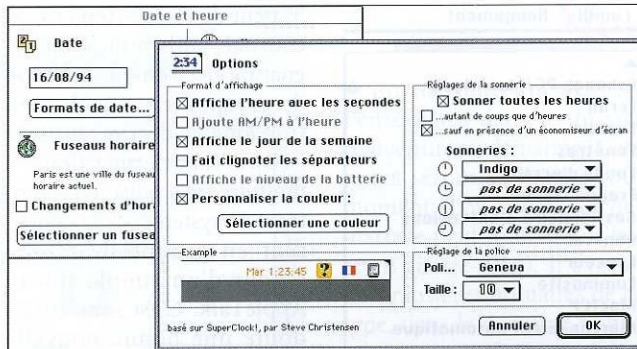 Date et heure
Date
16/08/94
Formats de date...
Fuseaux horaire
Paris est une ville du fuseau
horaire actuel.
Changements d'hor
Sélectionner un fusea
2:34 Options
Format d'affichage
Affiche l'heure avec les secondes
Ajoute AM/PM à l'heure
Affiche le jour de la semaine
Fait clignoter les séparateurs
Affiche le niveau de la batterie
Personnaliser la couleur :
Sélectionner une couleur
Example
Mar 1:23:45
basé sur SuperClock!, par Steve Christensen
Réglages de la sonnerie
Sonner toutes les heures
...autant de coups que d'heures
...sauf en présence d'un économiseur d'écran
Sonneries :
Indigo
pas de sonnerie
pas de sonnerie
pas de sonnerie
Réglage de la police
Poli... Geneva
Taille : 10
Annuler
OK